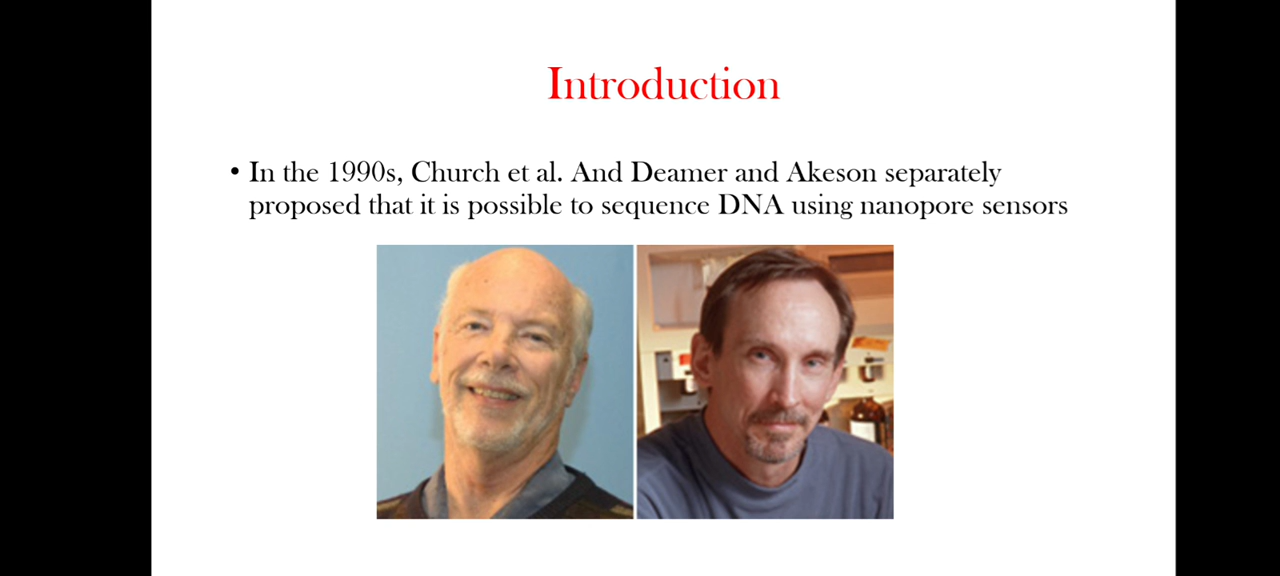 Introduction
• In the 1990s, Church et al. And Deamer and Akeson separately
proposed that it is possible to sequence DNA using nanopore sensors